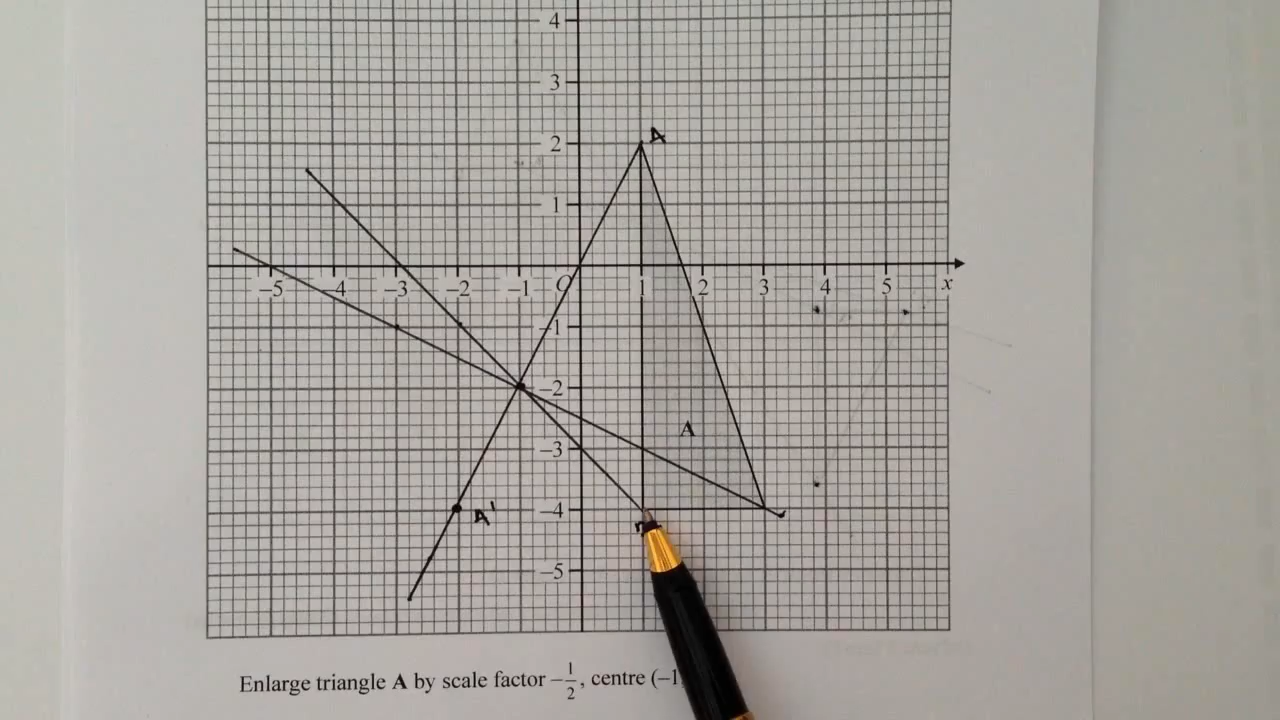 4
3
2 A
1
O
−5 −4 −3 −2 −1 1 2 3 4 5 x
−1
−2
A
−3
−4
A'
−5
Enlarge triangle A by scale factor −1/2, centre (−1